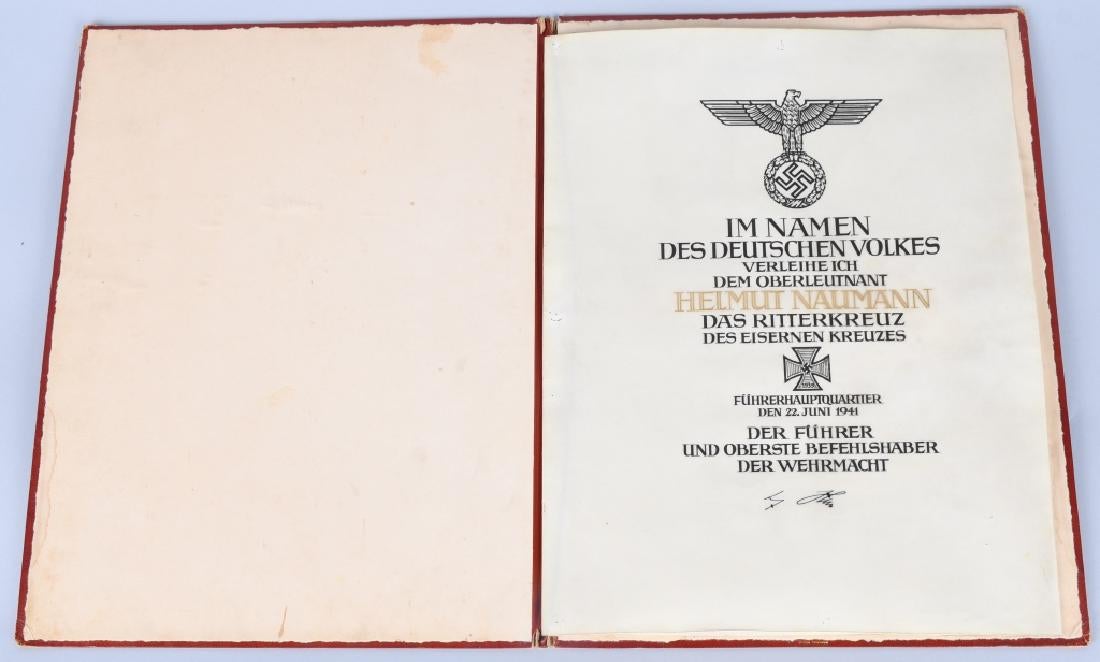 IM NAMEN
DES DEUTSCHEN VOLKES
VERLEIHE ICH
DEM OBERLEUTNANT
HELMUT NAUMANN
DAS RITTERKREUZ
DES EISERNEN KREUZES
1939
FÜHRERHAUPTQUARTIER
DEN 22. JUNI 1941
DER FÜHRER
UND OBERSTE BEFEHLSHABER
DER WEHRMACHT